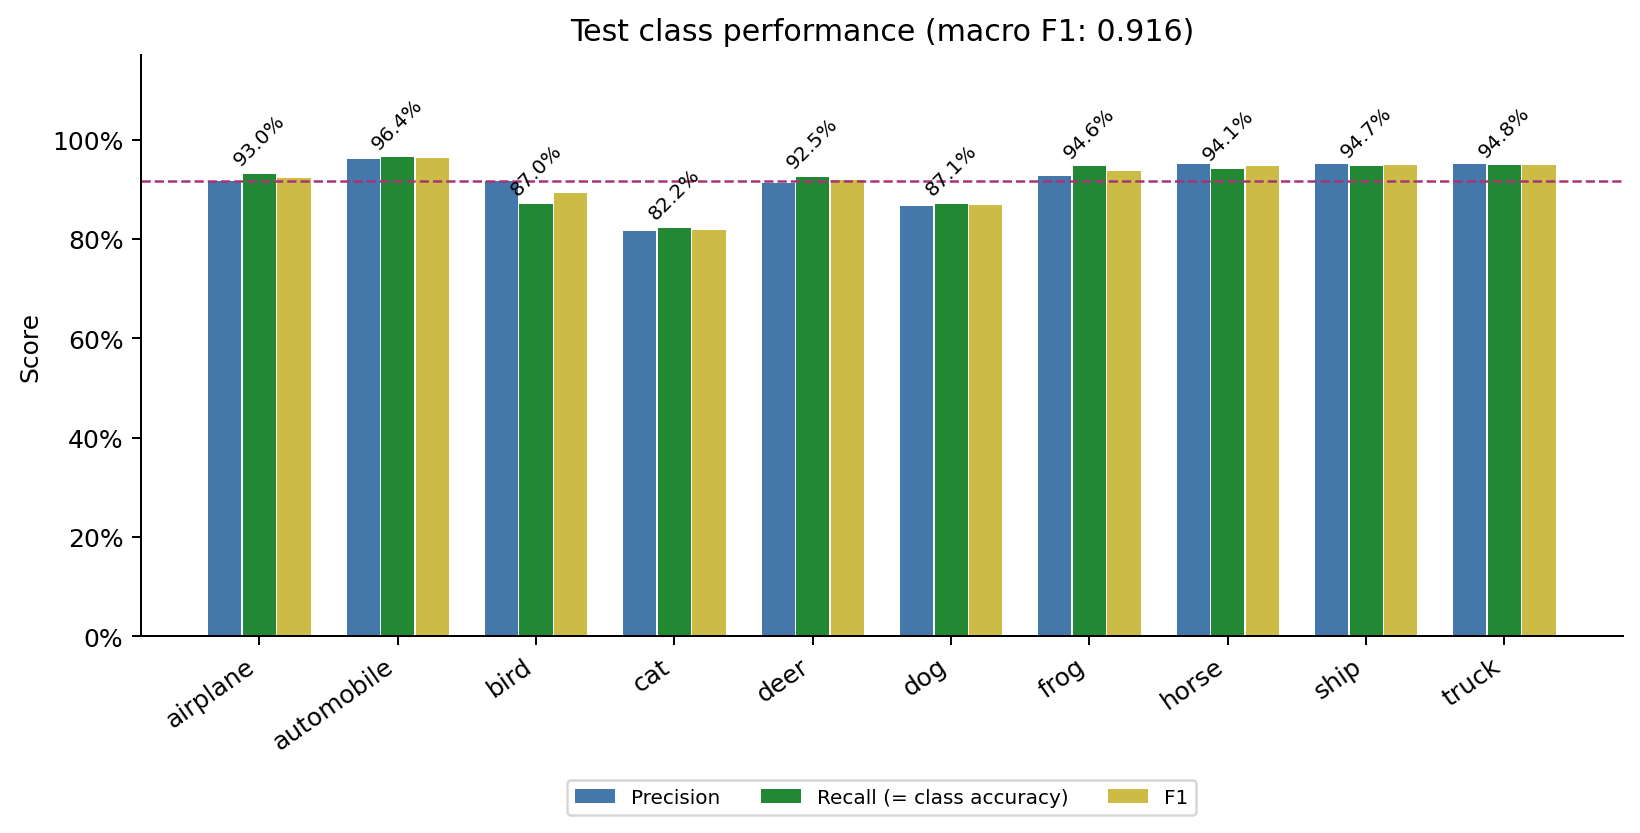 Test class performance (macro F1: 0.916)
100%
80%
60%
40%
20%
0%
Score
93.0%
96.4%
87.0%
82.2%
92.5%
87.1%
94.6%
94.1%
94.7%
94.8%
airplane
automobile
bird
cat
deer
dog
frog
horse
ship
truck
Precision
Recall (= class accuracy)
F1